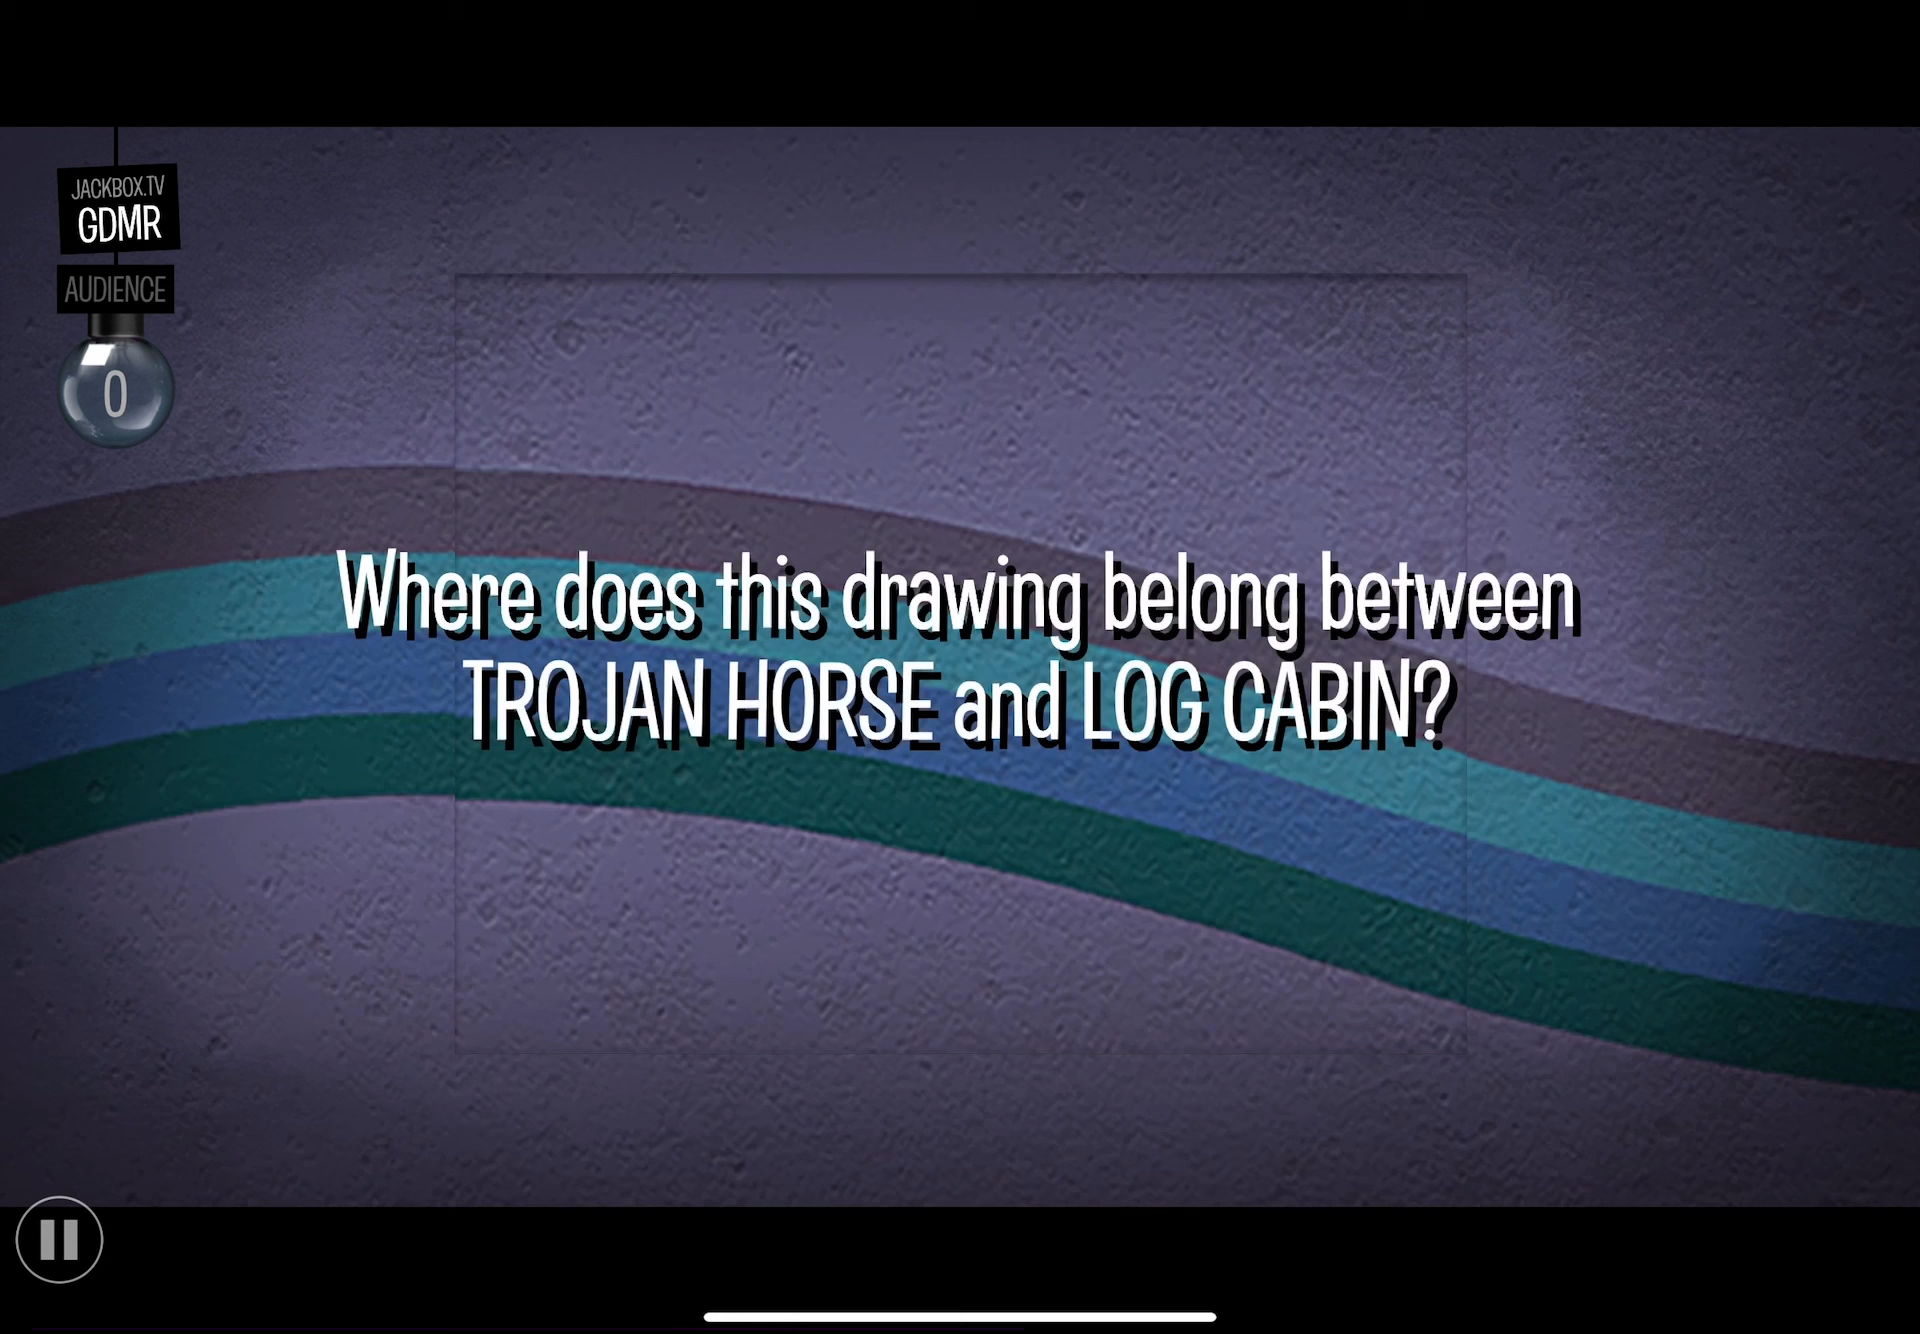 JACKBOX.TV
GDMR
AUDIENCE
0
Where does this drawing belong between
TROJAN HORSE and LOG CABIN?